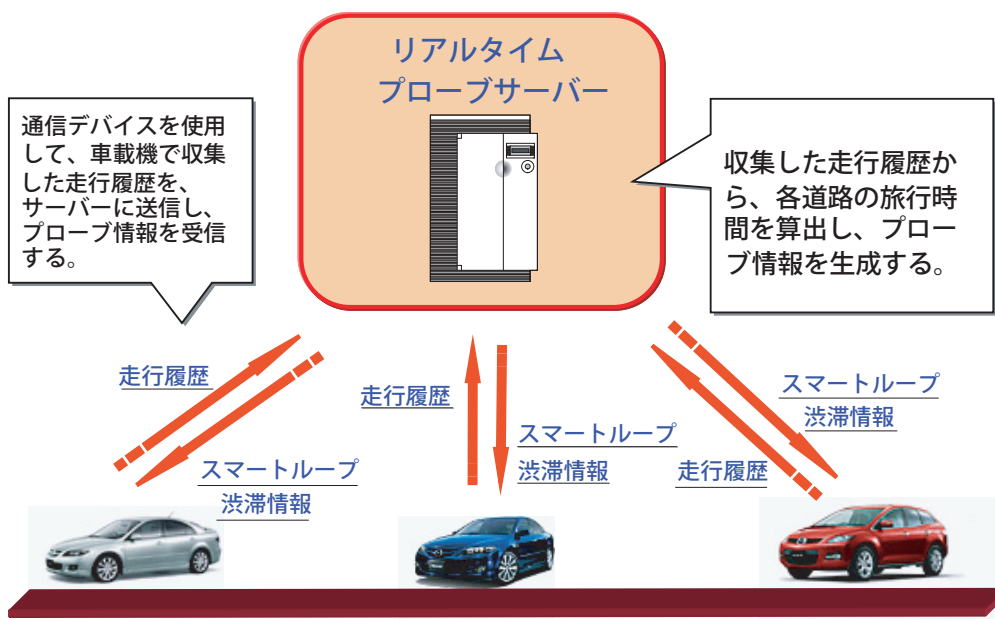 リアルタイム
プローブサーバー
通信デバイスを使用
して、車載機で収集
した走行履歴を、
サーバーに送信し、
プローブ情報を受信
する。
収集した走行履歴か
ら、各道路の旅行時
間を算出し、プロー
ブ情報を生成する。
走行履歴
スマートループ
渋滞情報
走行履歴
スマートループ
渋滞情報
スマートループ
渋滞情報
走行履歴